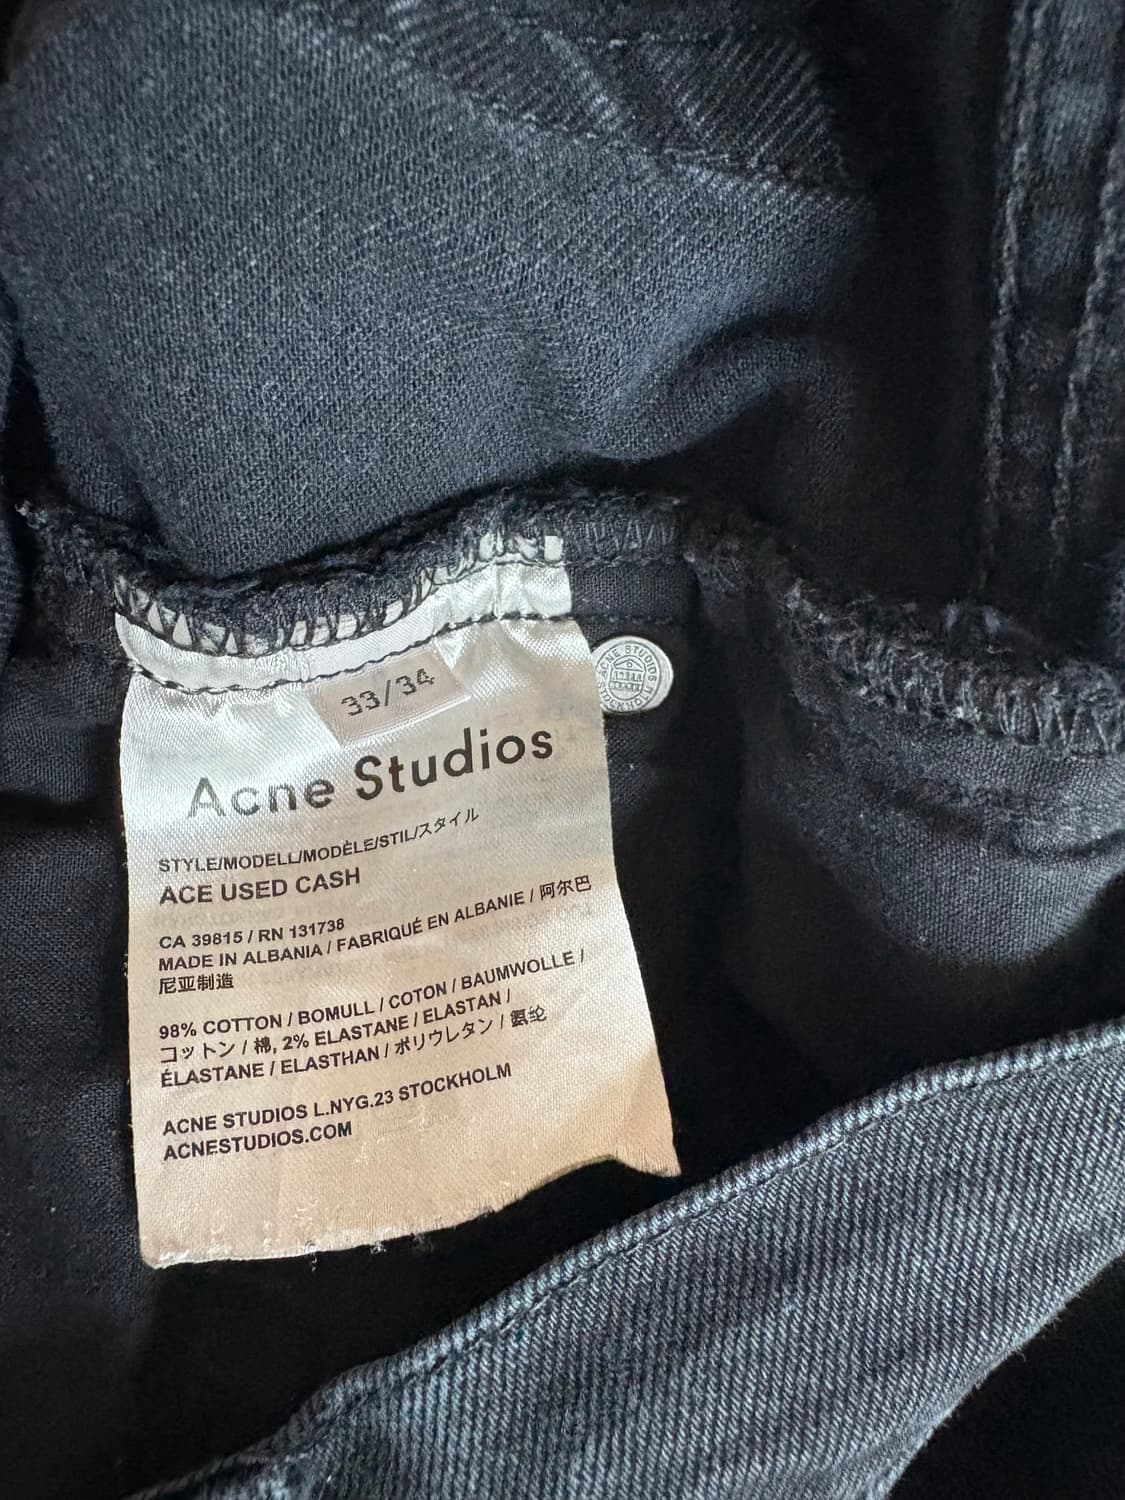 33/34
Acne Studios
STYLE/MODELL/MODÈLE/STIL/スタイル
ACE USED CASH
CA 39815 / RN 131738
MADE IN ALBANIA / FABRIQUÉ EN ALBANIE / 阿尔巴
尼亚制造
98% COTTON / BOMULL / COTON / BAUMWOLLE /
コットン / 棉, 2% ELASTANE / ELASTAN /
ÉLASTANE / ELASTHAN / ポリウレタン / 氨纶
ACNE STUDIOS L.NYG.23 STOCKHOLM
ACNESTUDIOS.COM
ACNE STUDIOS
STOCKHOLM